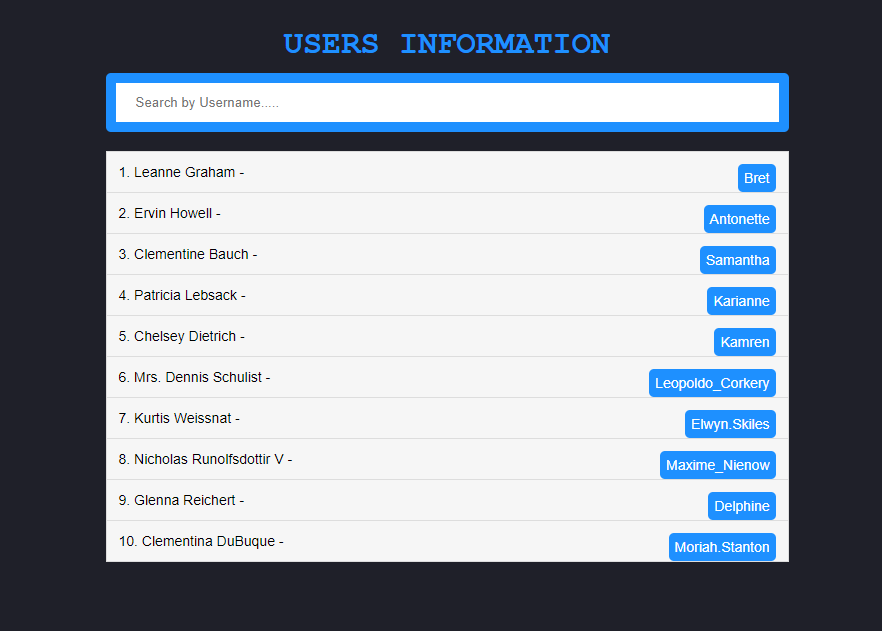 USERS INFORMATION
Search by Username.....
1. Leanne Graham - Bret
2. Ervin Howell - Antonette
3. Clementine Bauch - Samantha
4. Patricia Lebsack - Karianne
5. Chelsey Dietrich - Kamren
6. Mrs. Dennis Schulist - Leopoldo_Corkery
7. Kurtis Weissnat - Elwyn.Skiles
8. Nicholas Runolfsdottir V - Maxime_Nienow
9. Glenna Reichert - Delphine
10. Clementina DuBuque - Moriah.Stanton